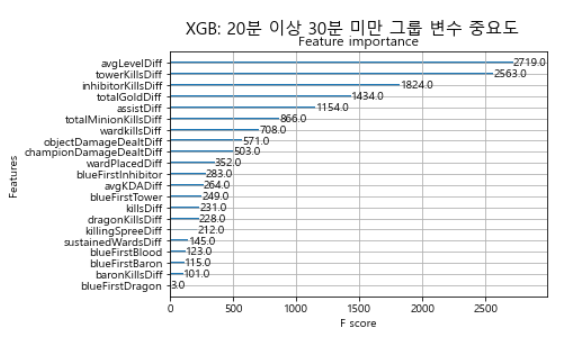 XGB: 20분 이상 30분 미만 그룹 변수 중요도
Feature importance
avgLevelDiff 2719.0
towerKillsDiff 2563.0
inhibitorKillsDiff 1824.0
totalGoldDiff 1434.0
assistDiff 1154.0
totalMinionKillsDiff 866.0
wardkillsDiff 708.0
objectDamageDealtDiff 571.0
championDamageDealtDiff 503.0
wardPlacedDiff 352.0
blueFirstInhibitor 283.0
avgKDADiff 264.0
blueFirstTower 249.0
killsDiff 231.0
dragonKillsDiff 228.0
killingSpreeDiff 212.0
sustainedWardsDiff 145.0
blueFirstBlood 123.0
blueFirstBaron 115.0
baronKillsDiff 101.0
blueFirstDragon 3.0
Features
0 500 1000 1500 2000 2500
F score